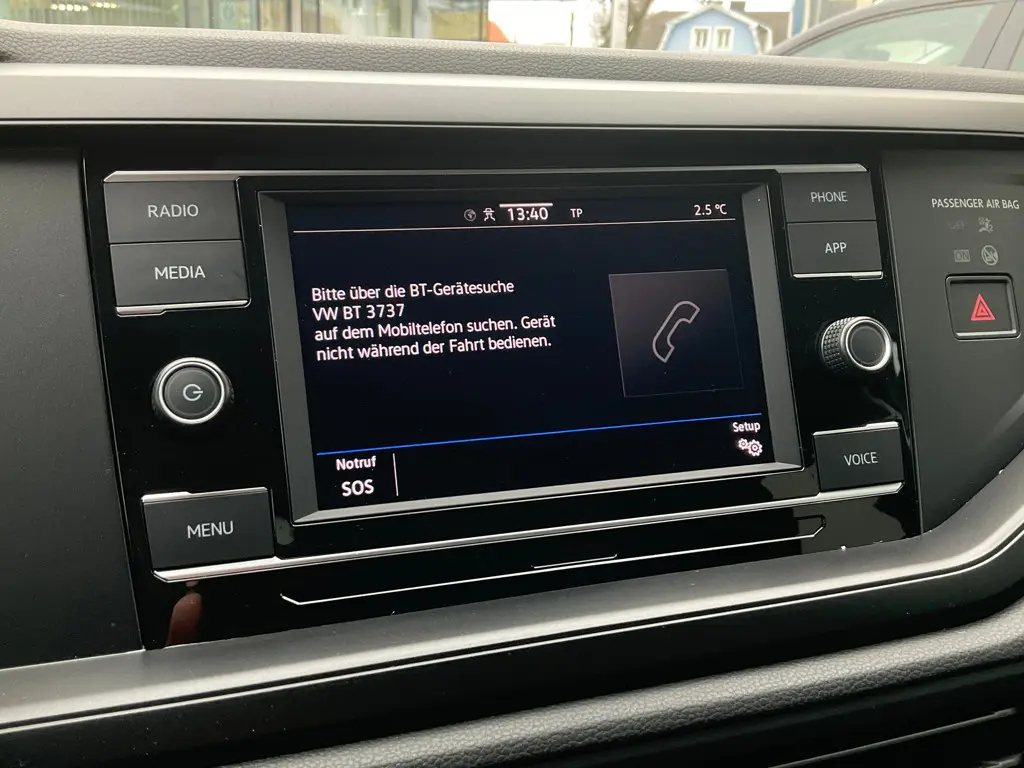 RADIO
MEDIA
MENU
13:40
TP
2.5 °C
Bitte über die BT-Gerätesuche
VW BT 3737
auf dem Mobiltelefon suchen. Gerät
nicht während der Fahrt bedienen.
Notruf
SOS
Setup
PHONE
APP
VOICE
PASSENGER AIR BAG